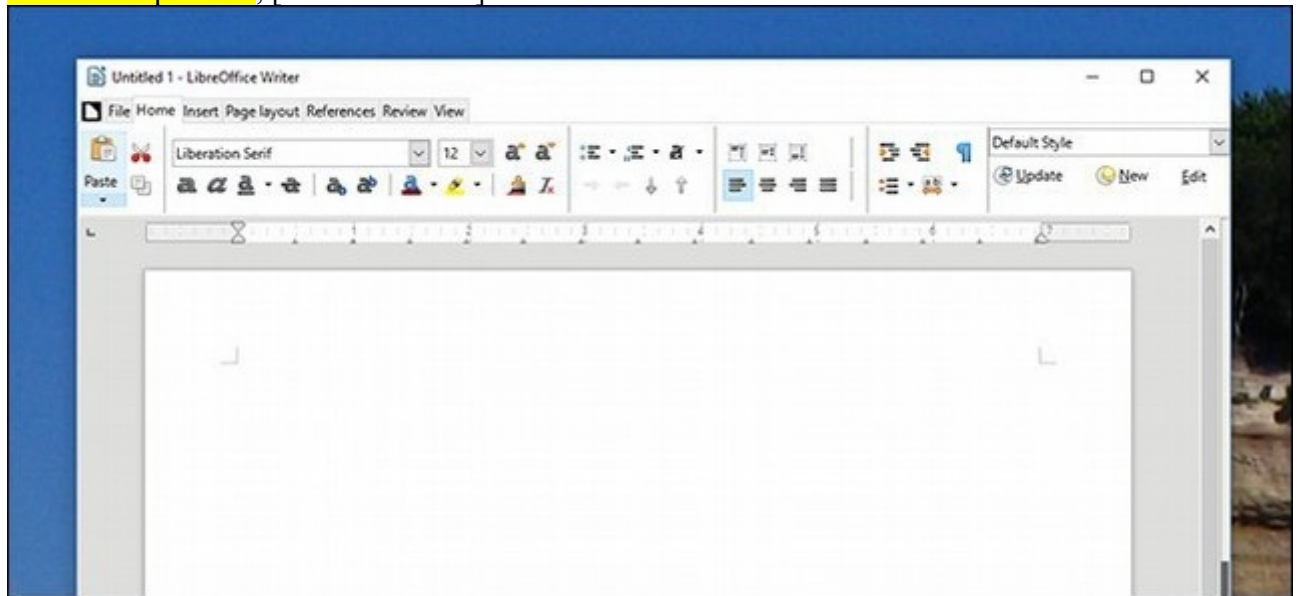 Untitled 1 - LibreOffice Writer
File Home Insert Page layout References Review View
Liberation Serif 12 Default Style
Paste Update New Edit
1 2 3 4 5 6 7